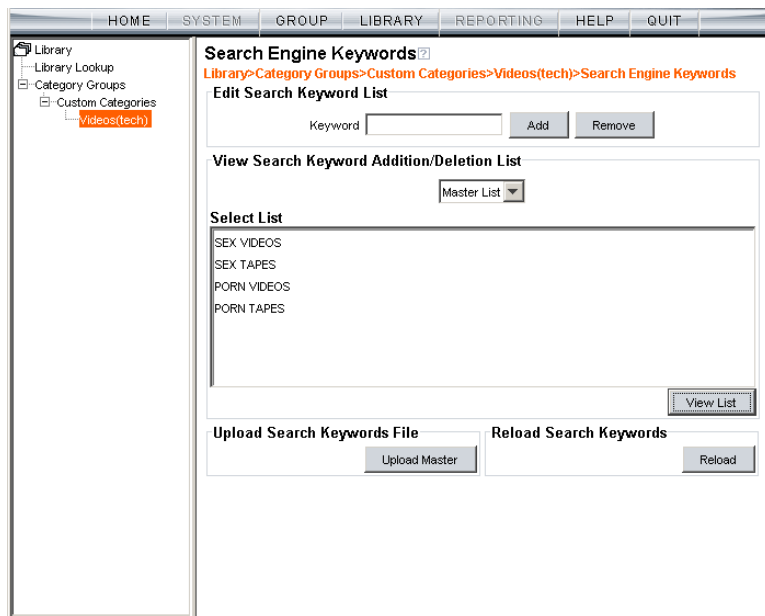 HOME SYSTEM GROUP LIBRARY REPORTING HELP QUIT
Library
Library Lookup
Category Groups
Custom Categories
Videos(tech)
Search Engine Keywords ?
Library>Category Groups>Custom Categories>Videos(tech)>Search Engine Keywords
Edit Search Keyword List
Keyword Add Remove
View Search Keyword Addition/Deletion List
Master List
Select List
SEX VIDEOS
SEX TAPES
PORN VIDEOS
PORN TAPES
View List
Upload Search Keywords File
Upload Master
Reload Search Keywords
Reload